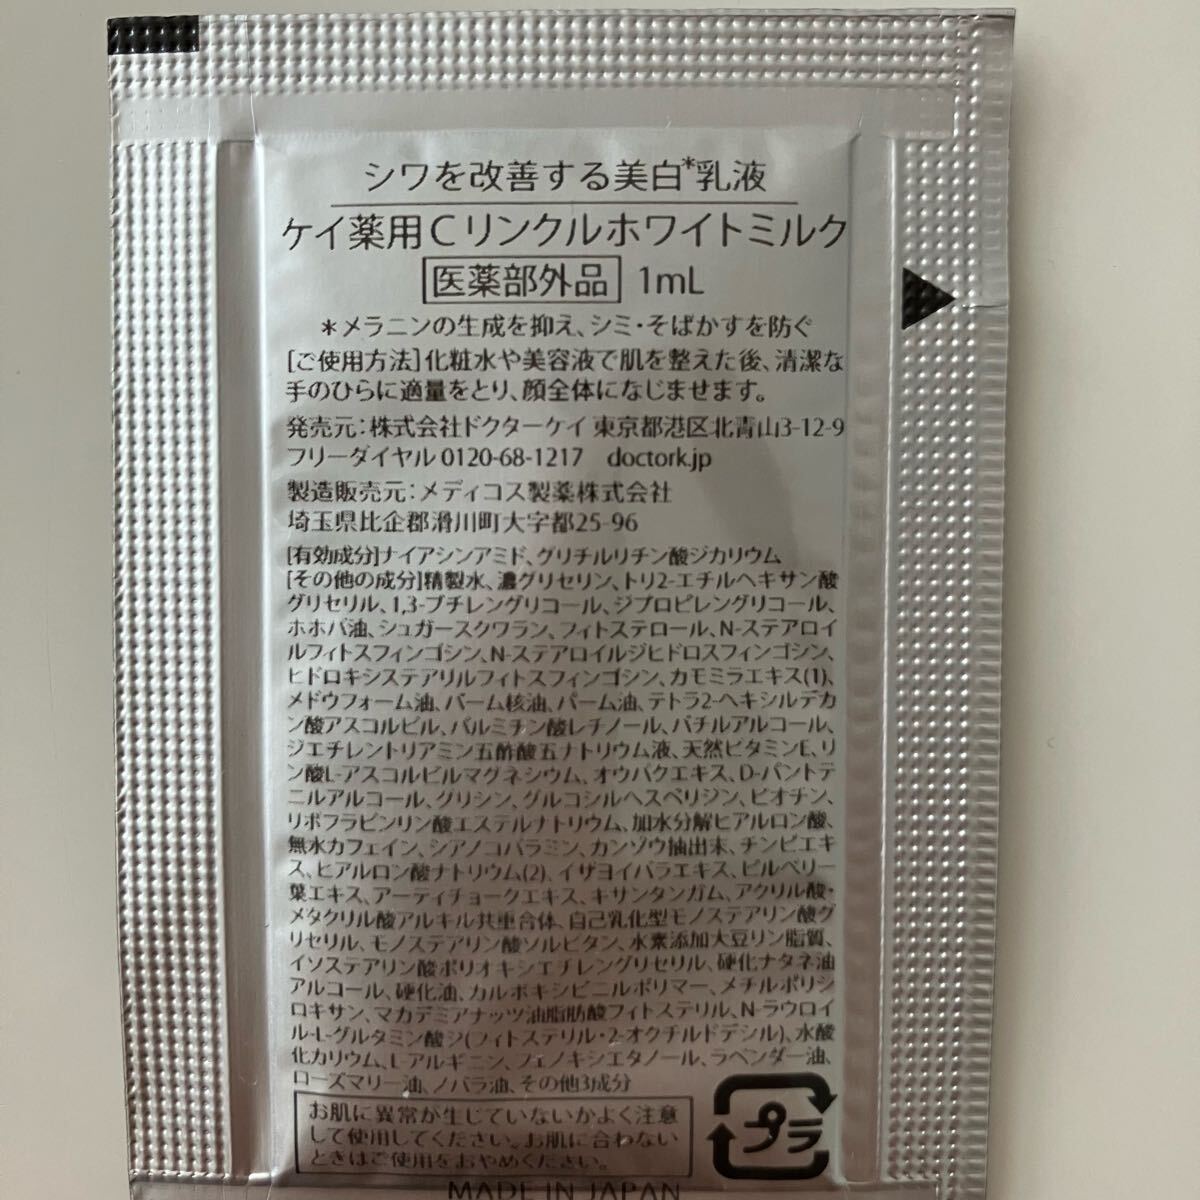 シワを改善する美白*乳液
ケイ薬用Cリンクルホワイトミルク
医薬部外品 1mL
*メラニンの生成を抑え、シミ・そばかすを防ぐ
[ご使用方法]化粧水や美容液で肌を整えた後、清潔な
手のひらに適量をとり、顔全体になじませます。
発売元:株式会社ドクターケイ 東京都港区北青山3-12-9
フリーダイヤル0120-68-1217 doctork.jp
製造販売元:メディコス製薬株式会社
埼玉県比企郡滑川町大字都25-96
[有効成分]ナイアシンアミド、グリチルリチン酸ジカリウム
[その他の成分]精製水、濃グリセリン、トリ2-エチルヘキサン酸
グリセリル、1,3-ブチレングリコール、ジプロピレングリコール、
ホホバ油、シュガースクワラン、フィトステロール、N-ステアロイ
ルフィトスフィンゴシン、N-ステアロイルジヒドロスフィンゴシン、
ヒドロキシステアリルフィトスフィンゴシン、カモミラエキス(1)、
メドウフォーム油、パーム核油、パーム油、テトラ2-ヘキシルデカ
ン酸アスコルビル、パルミチン酸レチノール、バチルアルコール、
ジエチレントリアミン五酢酸五ナトリウム液、天然ビタミンE、リ
ン酸L-アスコルビルマグネシウム、オウバクエキス、D-パントテ
ニルアルコール、グリシン、グルコシルヘスペリジン、ビオチン、
リボフラビンリン酸エステルナトリウム、加水分解ヒアルロン酸、
無水カフェイン、シアノコバラミン、カンゾウ抽出末、チンピエキ
ス、ヒアルロン酸ナトリウム(2)、イザヨイバラエキス、ビルベリー
葉エキス、アーティチョークエキス、キサンタンガム、アクリル酸・
メタクリル酸アルキル共重合体、自己乳化型モノステアリン酸グ
リセリル、モノステアリン酸ソルビタン、水素添加大豆リン脂質、
イソステアリン酸ポリオキシエチレングリセリル、硬化ナタネ油
アルコール、硬化油、カルボキシビニルポリマー、メチルポリシ
ロキサン、マカデミアナッツ油脂肪酸フィトステリル、N-ラウロイ
ル-L-グルタミン酸ジ(フィトステリル・2-オクチルドデシル)、水酸
化カリウム、L-アルギニン、フェノキシエタノール、ラベンダー油、
ローズマリー油、ノバラ油、その他3成分
お肌に異常が生じていないかよく注意
して使用してください。お肌に合わない
ときはご使用をおやめください。
プラ
MADE IN JAPAN